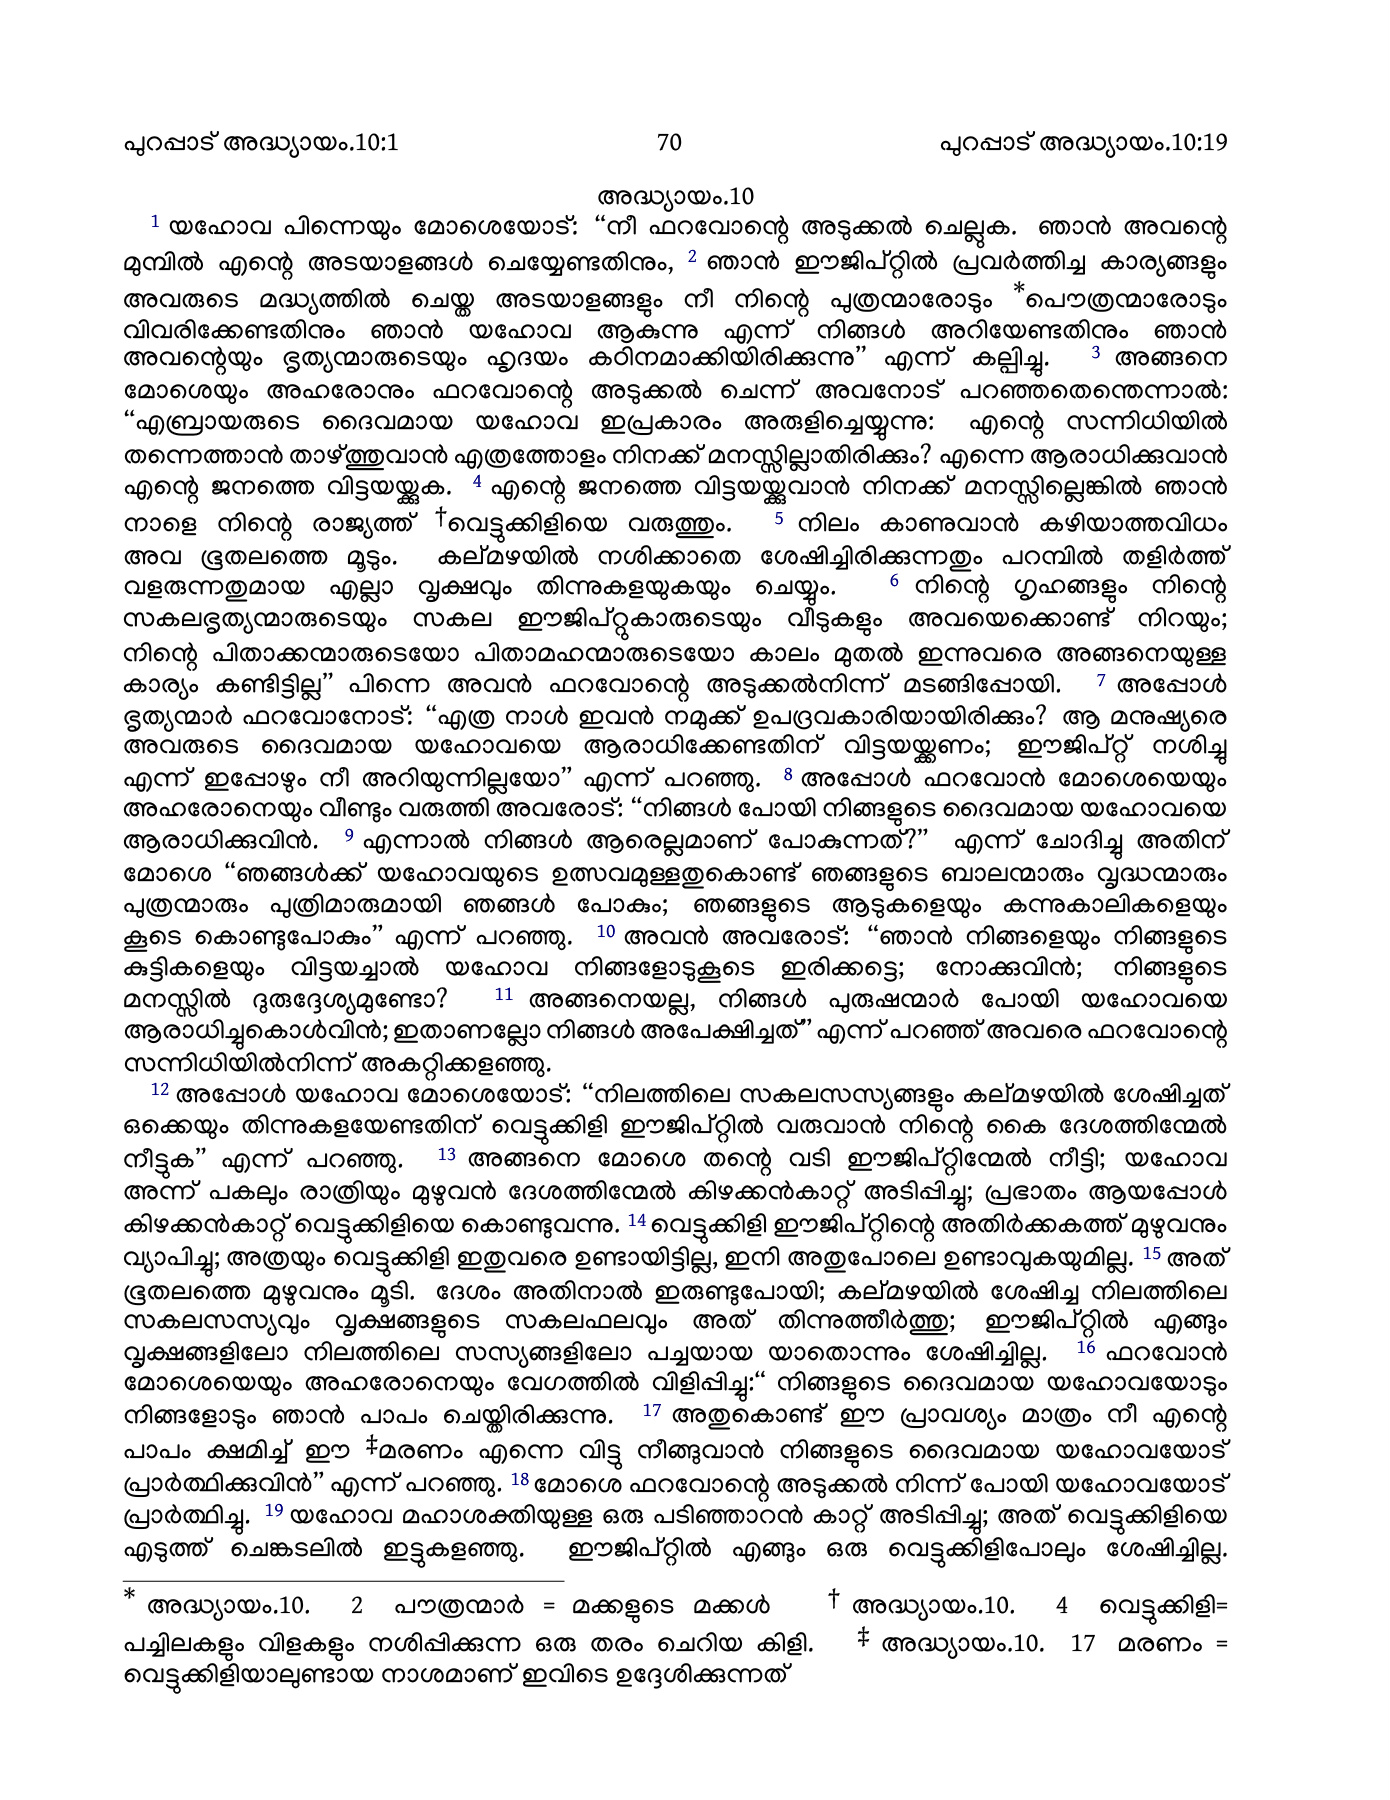 പുറപ്പാട് അദ്ധ്യായം.10:1 70 പുറപ്പാട് അദ്ധ്യായം.10:19
അദ്ധ്യായം.10
1 യഹോവ പിന്നെയും മോശെയോട്: “നീ ഫറവോന്റെ അടുക്കൽ ചെല്ലുക. ഞാൻ അവന്റെ
മുമ്പിൽ എന്റെ അടയാളങ്ങൾ ചെയ്യേണ്ടതിനും, 2 ഞാൻ ഈജിപ്റ്റിൽ പ്രവർത്തിച്ച കാര്യങ്ങളും
അവരുടെ മദ്ധ്യത്തിൽ ചെയ്ത അടയാളങ്ങളും നീ നിന്റെ പുത്രന്മാരോടും *പൌത്രന്മാരോടും
വിവരിക്കേണ്ടതിനും ഞാൻ യഹോവ ആകുന്നു എന്ന് നിങ്ങൾ അറിയേണ്ടതിനും ഞാൻ
അവന്റെയും ഭൃത്യന്മാരുടെയും ഹൃദയം കഠിനമാക്കിയിരിക്കുന്നു” എന്ന് കല്പിച്ചു. 3 അങ്ങനെ
മോശെയും അഹരോനും ഫറവോന്റെ അടുക്കൽ ചെന്ന് അവനോട് പറഞ്ഞതെന്തെന്നാൽ:
“എബ്രായരുടെ ദൈവമായ യഹോവ ഇപ്രകാരം അരുളിച്ചെയ്യുന്നു: എന്റെ സന്നിധിയിൽ
തന്നെത്താൻ താഴ്ത്തുവാൻ എത്രത്തോളം നിനക്ക് മനസ്സില്ലാതിരിക്കും? എന്നെ ആരാധിക്കുവാൻ
എന്റെ ജനത്തെ വിട്ടയയ്ക്കുക. 4 എന്റെ ജനത്തെ വിട്ടയയ്ക്കുവാൻ നിനക്ക് മനസ്സില്ലെങ്കിൽ ഞാൻ
നാളെ നിന്റെ രാജ്യത്ത് †വെട്ടുക്കിളിയെ വരുത്തും. 5 നിലം കാണുവാൻ കഴിയാത്തവിധം
അവ ഭൂതലത്തെ മൂടും. കല്മഴയിൽ നശിക്കാതെ ശേഷിച്ചിരിക്കുന്നതും പറമ്പിൽ തളിർത്ത്
വളരുന്നതുമായ എല്ലാ വൃക്ഷവും തിന്നുകളയുകയും ചെയ്യും. 6 നിന്റെ ഗൃഹങ്ങളും നിന്റെ
സകലഭൃത്യന്മാരുടെയും സകല ഈജിപ്റ്റുകാരുടെയും വീടുകളും അവയെക്കൊണ്ട് നിറയും;
നിന്റെ പിതാക്കന്മാരുടെയോ പിതാമഹന്മാരുടെയോ കാലം മുതൽ ഇന്നുവരെ അങ്ങനെയുള്ള
കാര്യം കണ്ടിട്ടില്ല” പിന്നെ അവൻ ഫറവോന്റെ അടുക്കൽനിന്ന് മടങ്ങിപ്പോയി. 7 അപ്പോൾ
ഭൃത്യന്മാർ ഫറവോനോട്: “എത്ര നാൾ ഇവൻ നമുക്ക് ഉപദ്രവകാരിയായിരിക്കും? ആ മനുഷ്യരെ
അവരുടെ ദൈവമായ യഹോവയെ ആരാധിക്കേണ്ടതിന് വിട്ടയയ്ക്കണം; ഈജിപ്റ്റ് നശിച്ചു
എന്ന് ഇപ്പോഴും നീ അറിയുന്നില്ലയോ” എന്ന് പറഞ്ഞു. 8 അപ്പോൾ ഫറവോൻ മോശെയെയും
അഹരോനെയും വീണ്ടും വരുത്തി അവരോട്: “നിങ്ങൾ പോയി നിങ്ങളുടെ ദൈവമായ യഹോവയെ
ആരാധിക്കുവിൻ. 9 എന്നാൽ നിങ്ങൾ ആരെല്ലമാണ് പോകുന്നത്?” എന്ന് ചോദിച്ചു അതിന്
മോശെ “ഞങ്ങൾക്ക് യഹോവയുടെ ഉത്സവമുള്ളതുകൊണ്ട് ഞങ്ങളുടെ ബാലന്മാരും വൃദ്ധന്മാരും
പുത്രന്മാരും പുത്രിമാരുമായി ഞങ്ങൾ പോകും; ഞങ്ങളുടെ ആടുകളെയും കന്നുകാലികളെയും
കൂടെ കൊണ്ടുപോകും” എന്ന് പറഞ്ഞു. 10 അവൻ അവരോട്: “ഞാൻ നിങ്ങളെയും നിങ്ങളുടെ
കുട്ടികളെയും വിട്ടയച്ചാൽ യഹോവ നിങ്ങളോടുകൂടെ ഇരിക്കട്ടെ; നോക്കുവിൻ; നിങ്ങളുടെ
മനസ്സിൽ ദുരുദ്ദേശ്യമുണ്ടോ? 11 അങ്ങനെയല്ല, നിങ്ങൾ പുരുഷന്മാർ പോയി യഹോവയെ
ആരാധിച്ചുകൊൾവിൻ; ഇതാണല്ലോ നിങ്ങൾ അപേക്ഷിച്ചത്” എന്ന് പറഞ്ഞ് അവരെ ഫറവോന്റെ
സന്നിധിയിൽനിന്ന് അകറ്റിക്കളഞ്ഞു.
12 അപ്പോൾ യഹോവ മോശെയോട്: “നിലത്തിലെ സകലസസ്യങ്ങളും കല്മഴയിൽ ശേഷിച്ചത്
ഒക്കെയും തിന്നുകളയേണ്ടതിന് വെട്ടുക്കിളി ഈജിപ്റ്റിൽ വരുവാൻ നിന്റെ കൈ ദേശത്തിന്മേൽ
നീട്ടുക” എന്ന് പറഞ്ഞു. 13 അങ്ങനെ മോശെ തന്റെ വടി ഈജിപ്റ്റിന്മേൽ നീട്ടി; യഹോവ
അന്ന് പകലും രാത്രിയും മുഴുവൻ ദേശത്തിന്മേൽ കിഴക്കൻകാറ്റ് അടിപ്പിച്ചു; പ്രഭാതം ആയപ്പോൾ
കിഴക്കൻകാറ്റ് വെട്ടുക്കിളിയെ കൊണ്ടുവന്നു. 14 വെട്ടുക്കിളി ഈജിപ്റ്റിന്റെ അതിർക്കകത്ത് മുഴുവനും
വ്യാപിച്ചു; അത്രയും വെട്ടുക്കിളി ഇതുവരെ ഉണ്ടായിട്ടില്ല, ഇനി അതുപോലെ ഉണ്ടാവുകയുമില്ല. 15 അത്
ഭൂതലത്തെ മുഴുവനും മൂടി. ദേശം അതിനാൽ ഇരുണ്ടുപോയി; കല്മഴയിൽ ശേഷിച്ച നിലത്തിലെ
സകലസസ്യവും വൃക്ഷങ്ങളുടെ സകലഫലവും അത് തിന്നുത്തീർത്തു; ഈജിപ്റ്റിൽ എങ്ങും
വൃക്ഷങ്ങളിലോ നിലത്തിലെ സസ്യങ്ങളിലോ പച്ചയായ യാതൊന്നും ശേഷിച്ചില്ല. 16 ഫറവോൻ
മോശെയെയും അഹരോനെയും വേഗത്തിൽ വിളിപ്പിച്ചു:“ നിങ്ങളുടെ ദൈവമായ യഹോവയോടും
നിങ്ങളോടും ഞാൻ പാപം ചെയ്തിരിക്കുന്നു. 17 അതുകൊണ്ട് ഈ പ്രാവശ്യം മാത്രം നീ എന്റെ
പാപം ക്ഷമിച്ച് ഈ ‡മരണം എന്നെ വിട്ടു നീങ്ങുവാൻ നിങ്ങളുടെ ദൈവമായ യഹോവയോട്
പ്രാർത്ഥിക്കുവിൻ” എന്ന് പറഞ്ഞു. 18 മോശെ ഫറവോന്റെ അടുക്കൽ നിന്ന് പോയി യഹോവയോട്
പ്രാർത്ഥിച്ചു. 19 യഹോവ മഹാശക്തിയുള്ള ഒരു പടിഞ്ഞാറൻ കാറ്റ് അടിപ്പിച്ചു; അത് വെട്ടുക്കിളിയെ
എടുത്ത് ചെങ്കടലിൽ ഇട്ടുകളഞ്ഞു. ഈജിപ്റ്റിൽ എങ്ങും ഒരു വെട്ടുക്കിളിപോലും ശേഷിച്ചില്ല.
* അദ്ധ്യായം.10. 2 പൗത്രന്മാർ = മക്കളുടെ മക്കൾ † അദ്ധ്യായം.10. 4 വെട്ടുക്കിളി=
പച്ചിലകളും വിളകളും നശിപ്പിക്കുന്ന ഒരു തരം ചെറിയ കിളി. ‡ അദ്ധ്യായം.10. 17 മരണം =
വെട്ടുക്കിളിയാലുണ്ടായ നാശമാണ് ഇവിടെ ഉദ്ദേശിക്കുന്നത്